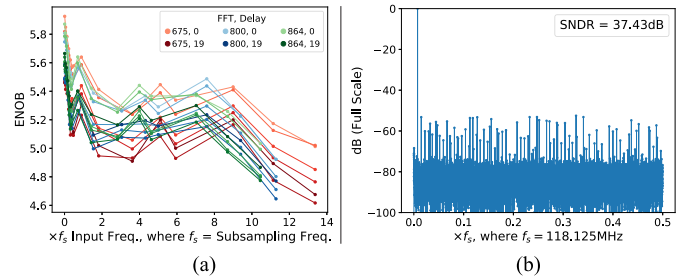 FFT, Delay
675, 0
800, 0
864, 0
675, 19
800, 19
864, 19
5.8
5.6
5.4
5.2
5.0
4.8
4.6
ENOB
0 2 4 6 8 10 12 14
×fs Input Freq., where fs = Subsampling Freq.
(a)
SNDR = 37.43dB
0
−20
−40
−60
−80
−100
dB (Full Scale)
0.0 0.1 0.2 0.3 0.4 0.5
×fs, where fs = 118.125MHz
(b)